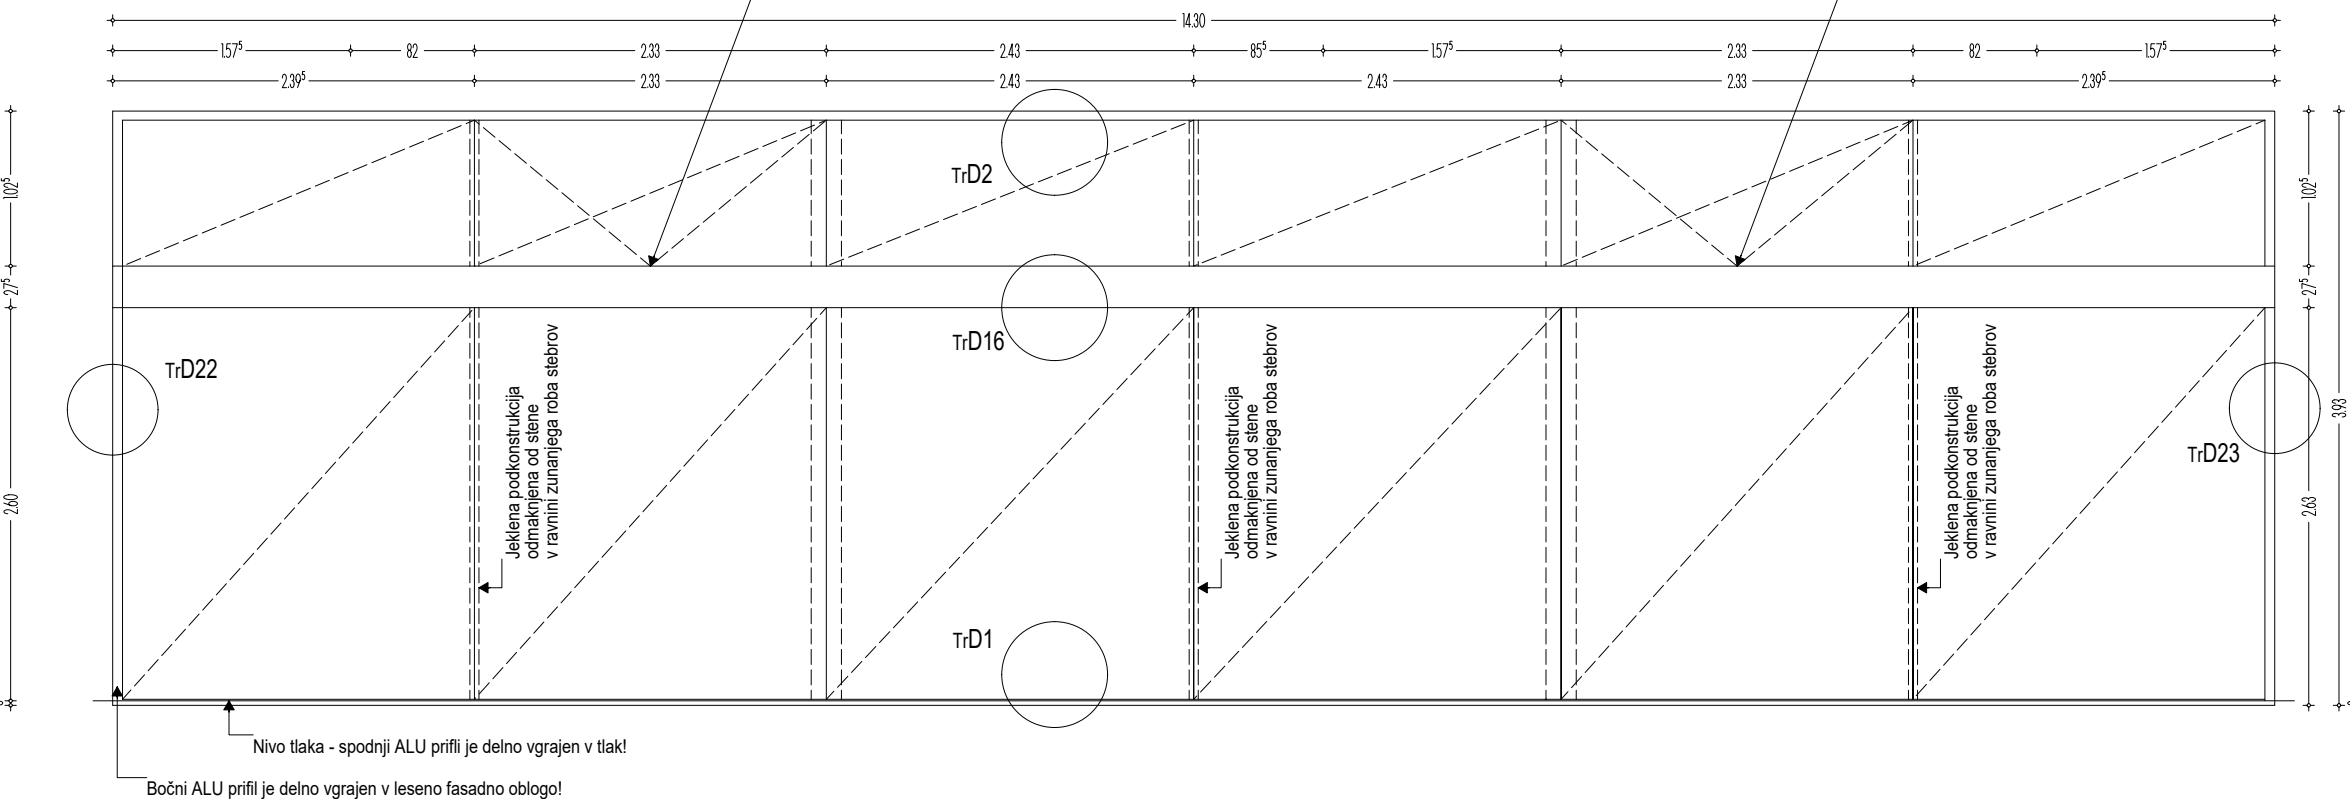 14.30
1.57⁵ 82 2.33 2.43 85⁵ 1.57⁵ 2.33 82 1.57⁵
2.39⁵ 2.33 2.43 2.43 2.33 2.39⁵
1.02⁵
27⁵
2.60
TrD2
TrD16
TrD22
TrD1
TrD23
Jeklena podkonstrukcija
odmaknjena od stene
v ravnini zunanjega roba stebrov
Jeklena podkonstrukcija
odmaknjena od stene
v ravnini zunanjega roba stebrov
Jeklena podkonstrukcija
odmaknjena od stene
v ravnini zunanjega roba stebrov
1.02⁵
27⁵
2.63
3.93
Nivo tlaka - spodnji ALU prifli je delno vgrajen v tlak!
Bočni ALU prifil je delno vgrajen v leseno fasadno oblogo!